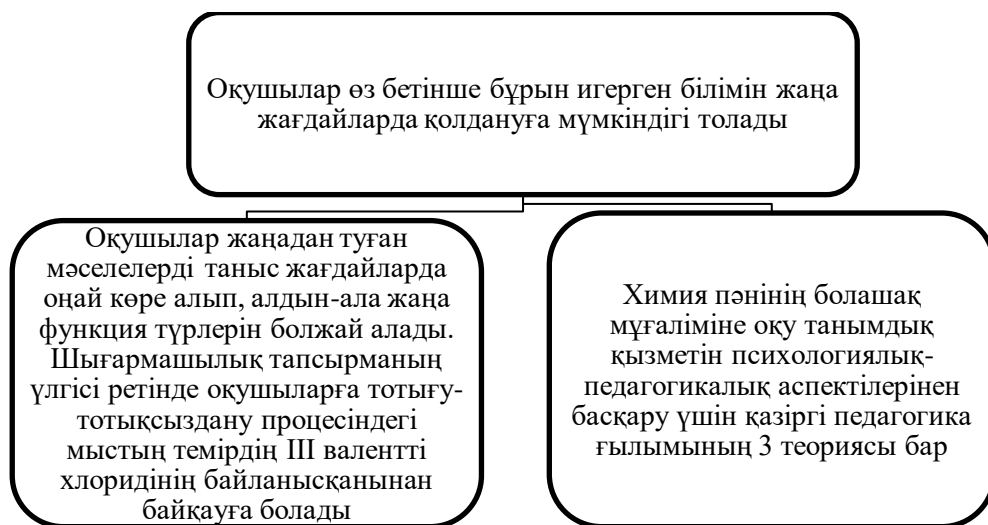 Оқушылар өз бетінше бұрын игерген білімін жаңа
жағдайларда қолдануға мүмкіндігі толады
Оқушылар жаңадан туған
мәселелерді таныс жағдайларда
оңай көре алып, алдын-ала жаңа
функция түрлерін болжай алады.
Шығармашылық тапсырманың
үлгісі ретінде оқушыларға тотығу-
тотықсыздану процесіндегі
мыстың темірдің III валентті
хлоридінің байланысқанынан
байқауға болады
Химия пәнінің болашақ
мұғаліміне оқу танымдық
қызметін психологиялық-
педагогикалық аспектілерінен
басқару үшін қазіргі педагогика
ғылымының 3 теориясы бар